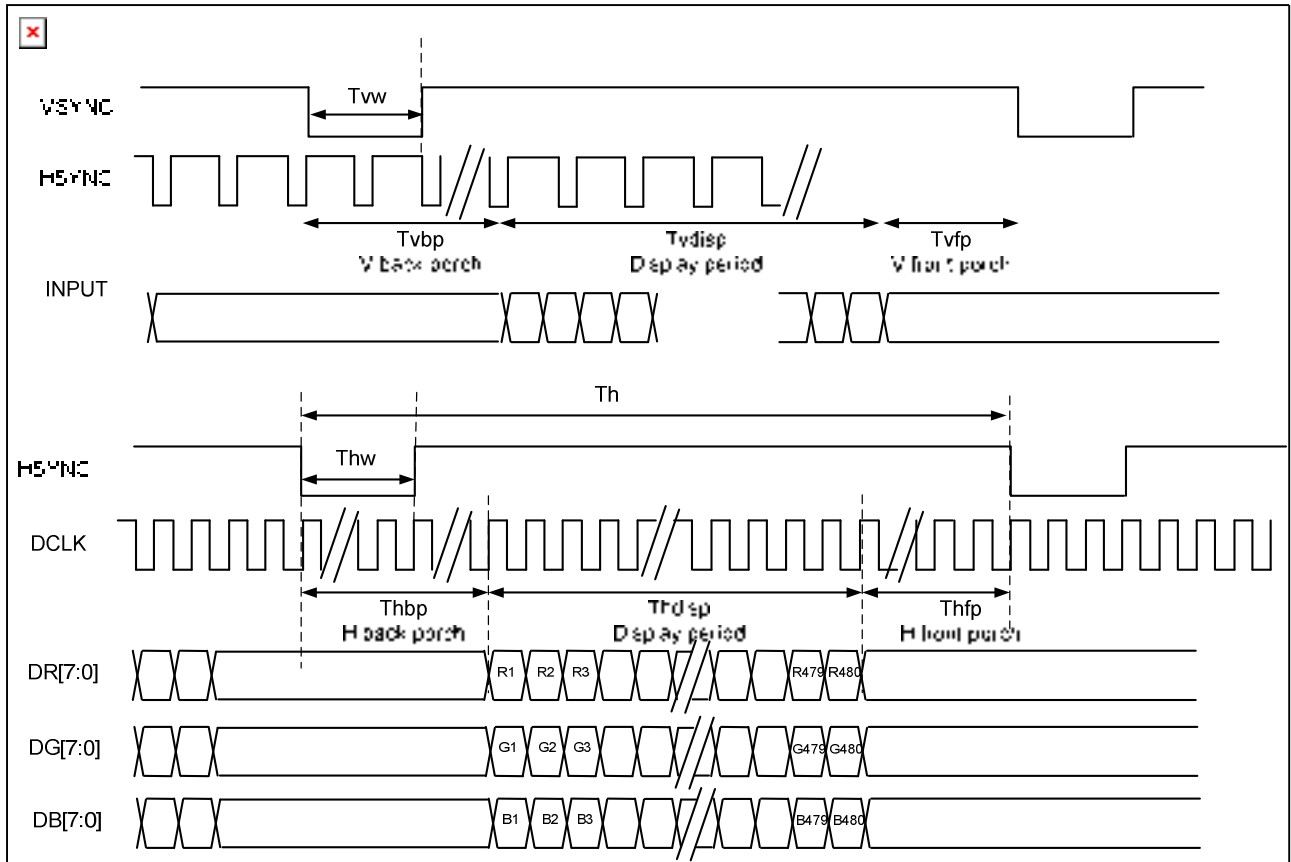 Tvw
VSYNC
HSYNC
Tvbp
Tvdisp
Tvfp
V back porch
Display period
V front porch
INPUT
Th
HSYNC
Thw
DCLK
Thbp
Thdisp
Thfp
H back porch
Display period
H front porch
DR[7:0]
R1 R2 R3 R479 R480
DG[7:0]
G1 G2 G3 G479 G480
DB[7:0]
B1 B2 B3 B479 B480